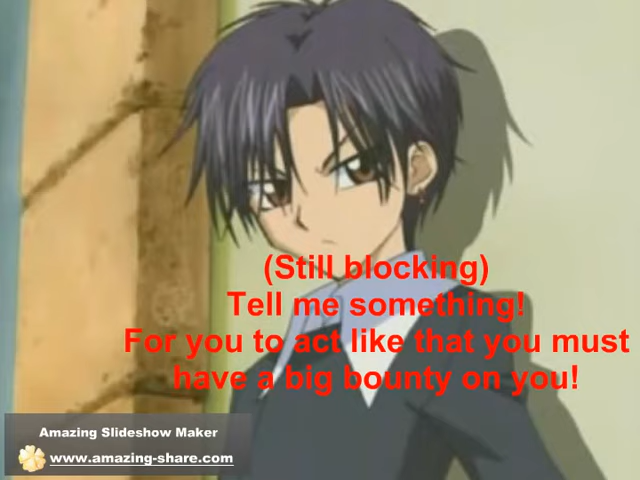 (Still blocking)
Tell me something!
For you to act like that you must
have a big bounty on you!
Amazing Slideshow Maker
www.amazing-share.com